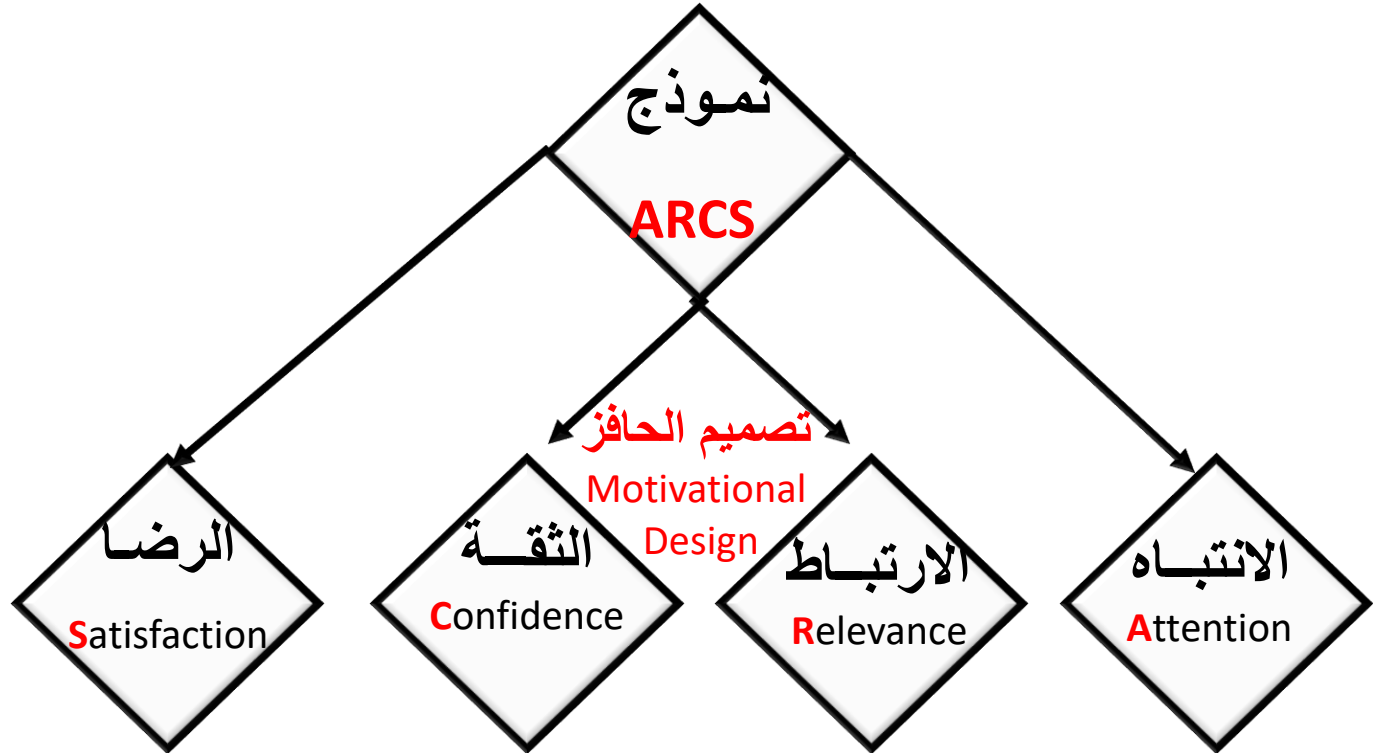 نموذج
ARCS
تصميم الحافز
Motivational
Design
الانتباه
Attention
الارتباط
Relevance
الثقة
Confidence
الرضا
Satisfaction